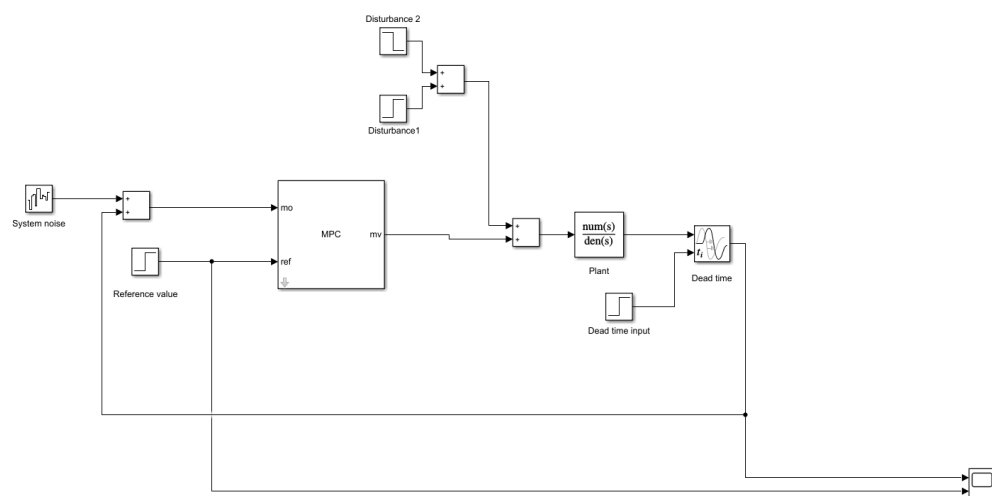 Disturbance 2
+
+
Disturbance1
System noise
+
+
mo
MPC
mv
ref
Reference value
+
+
num(s)
den(s)
Plant
t_i
Dead time
Dead time input